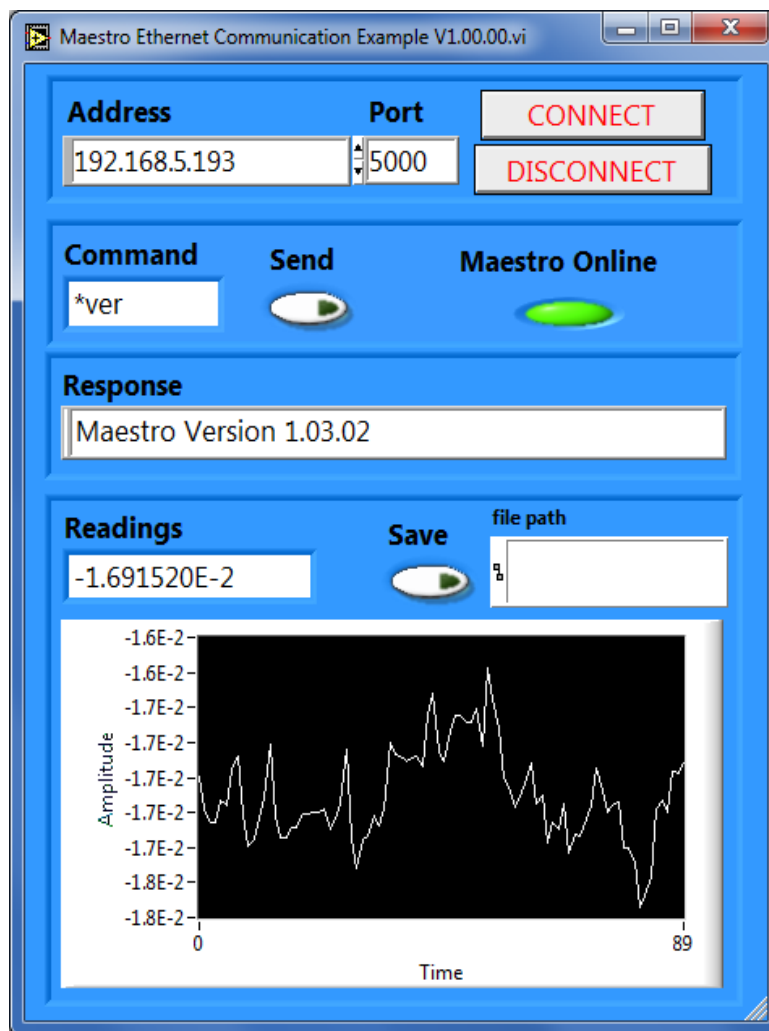 Maestro Ethernet Communication Example V1.00.00.vi
Address
Port
CONNECT
192.168.5.193
5000
DISCONNECT
Command
Send
Maestro Online
*ver
Response
Maestro Version 1.03.02
Readings
Save
file path
-1.691520E-2
-1.6E-2
-1.6E-2
-1.7E-2
-1.7E-2
-1.7E-2
-1.7E-2
-1.7E-2
-1.8E-2
-1.8E-2
Amplitude
0
89
Time